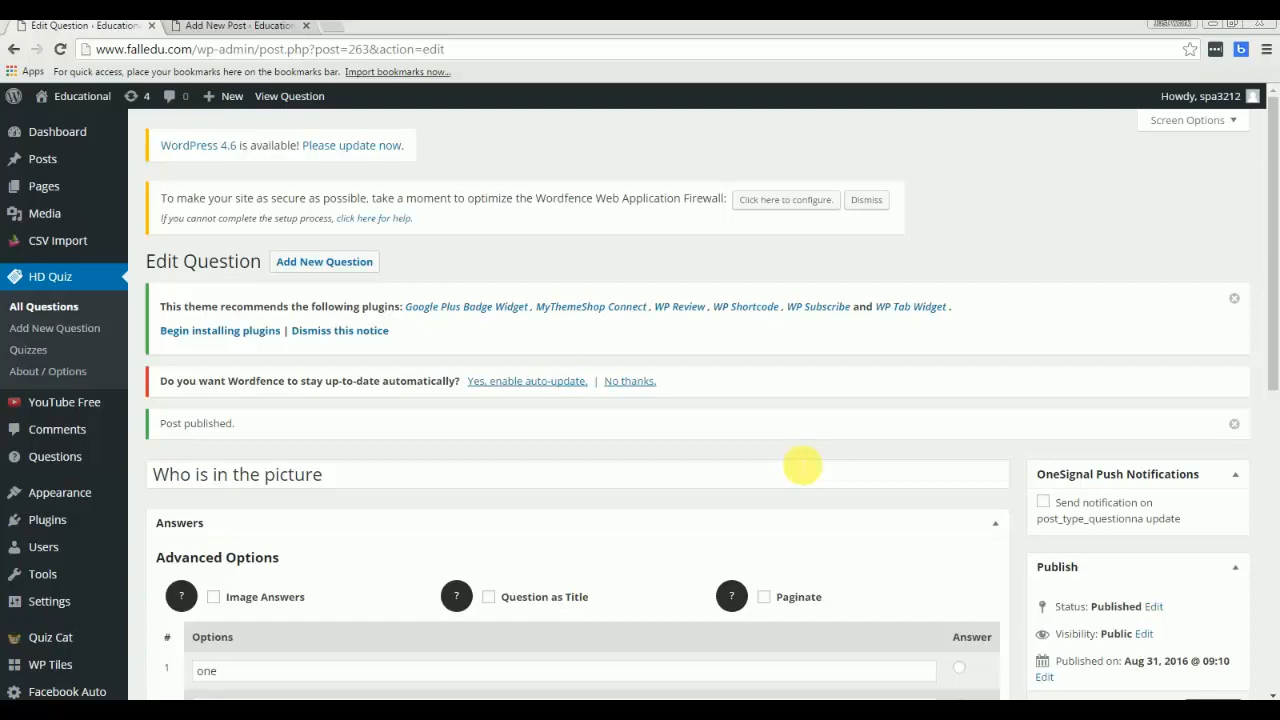 Edit Question ‹ Education
Add New Post ‹ Education
www.falledu.com/wp-admin/post.php?post=263&action=edit
Apps
For quick access, place your bookmarks here on the bookmarks bar. Import bookmarks now...
Educational
4
0
New
View Question
Howdy, spa3212
Screen Options
Dashboard
Posts
Pages
Media
CSV Import
HD Quiz
All Questions
Add New Question
Quizzes
About / Options
YouTube Free
Comments
Questions
Appearance
Plugins
Users
Tools
Settings
Quiz Cat
WP Tiles
Facebook Auto
WordPress 4.6 is available! Please update now.
To make your site as secure as possible, take a moment to optimize the Wordfence Web Application Firewall: Click here to configure. Dismiss
If you cannot complete the setup process, click here for help.
Edit Question Add New Question
This theme recommends the following plugins: Google Plus Badge Widget , MyThemeShop Connect , WP Review , WP Shortcode , WP Subscribe and WP Tab Widget .
Begin installing plugins | Dismiss this notice
Do you want Wordfence to stay up-to-date automatically? Yes, enable auto-update. | No thanks.
Post published.
Who is in the picture
Answers
Advanced Options
? Image Answers ? Question as Title ? Paginate
# Options Answer
1 one
OneSignal Push Notifications
Send notification on
post_type_questionna update
Publish
Status: Published Edit
Visibility: Public Edit
Published on: Aug 31, 2016 @ 09:10
Edit